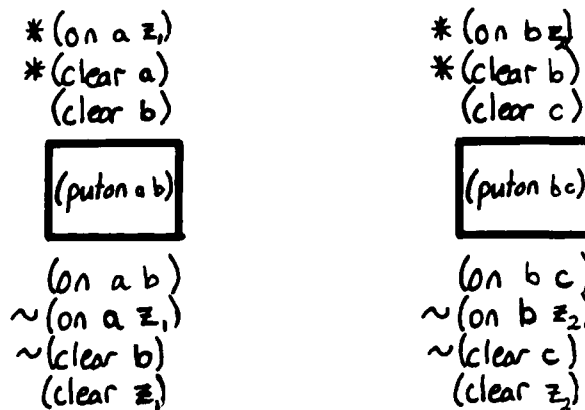 *(on a z₁)
*(clear a)
(clear b)
(puton a b)
(on a b)
~(on a z₁)
~(clear b)
(clear z₁)
*(on b z₂)
*(clear b)
(clear c)
(puton b c)
(on b c)
~(on b z₂)
~(clear c)
(clear z₂)